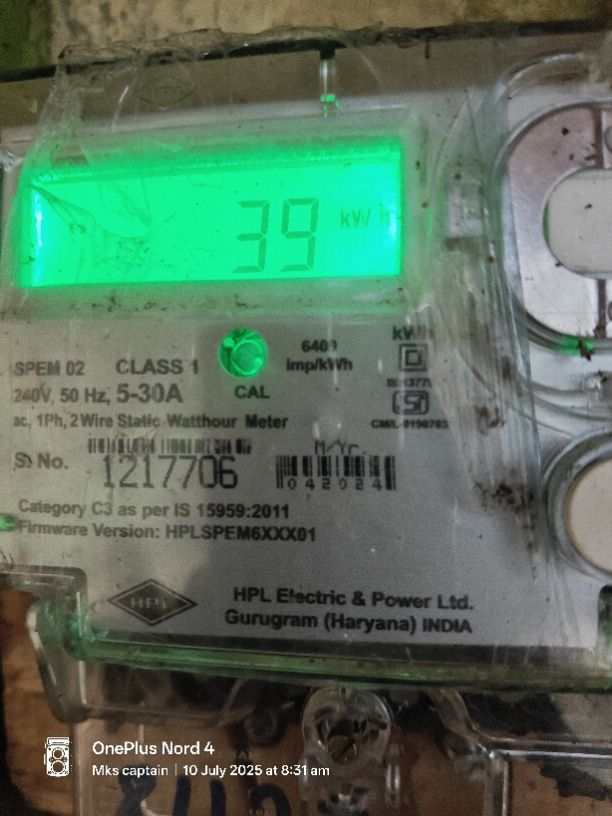 39 kWh
SPEM 02 CLASS 1
CAL
6400
imp/kWh
kWh
240V, 50 Hz, 5-30A
ac, 1Ph, 2 Wire Static Watthour Meter
Sl No. 1217706
M/Yr.
042024
Category C3 as per IS 15959:2011
Firmware Version: HPLSPEM6XXX01
HPL
HPL Electric & Power Ltd.
Gurugram (Haryana) INDIA
OnePlus Nord 4
Mks captain | 10 July 2025 at 8:31 am